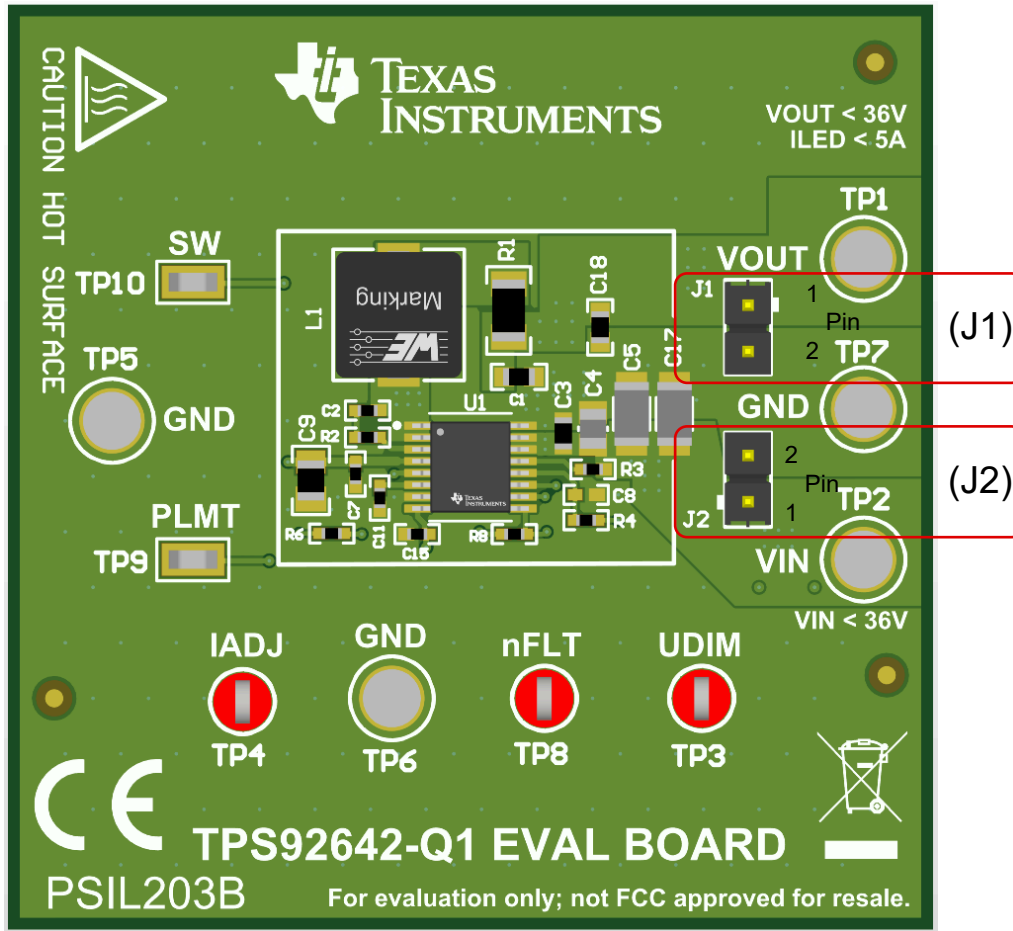 CAUTION HOT SURFACE
TEXAS
INSTRUMENTS
VOUT < 36V
ILED < 5A
TP1
SW
TP10
L1
Marking
WE
R1
C18
VOUT
J1
1
Pin
2
(J1)
TP5
GND
C2
R2
C9
C7
C11
U1
C1
C3
C4
C5
C17
TP7
GND
TEXAS
INSTRUMENTS
R3
C8
R4
2
Pin
1
J2
(J2)
TP2
PLMT
TP9
R6
C15
R8
VIN
VIN < 36V
IADJ
GND
nFLT
UDIM
TP4
TP6
TP8
TP3
CE
TPS92642-Q1 EVAL BOARD
PSIL203B
For evaluation only; not FCC approved for resale.